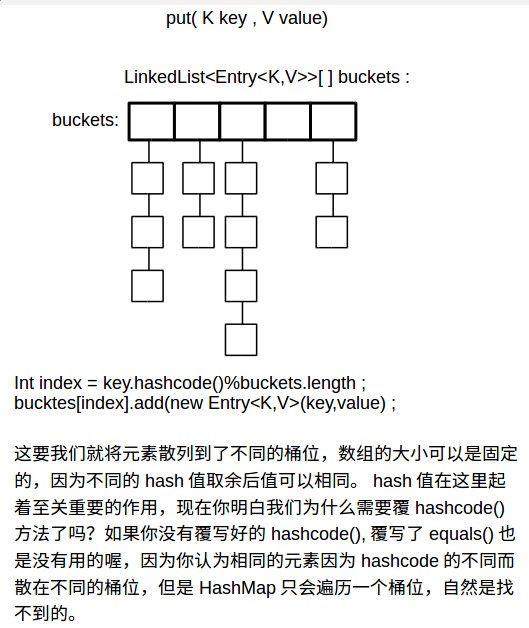 put( K key , V value)
LinkedList<Entry<K,V>>[ ] buckets :
buckets:
Int index = key.hashcode()%buckets.length ;
bucktes[index].add(new Entry<K,V>(key,value) ;
这要我们就将元素散列到了不同的桶位，数组的大小可以是固定
的，因为不同的 hash 值取余后值可以相同。 hash 值在这里起
着至关重要的作用，现在你明白我们为什么需要覆 hashcode()
方法了吗？如果你没有覆写好的 hashcode(), 覆写了 equals() 也
是没有用的喔，因为你认为相同的元素因为 hashcode 的不同而
散在不同的桶位，但是 HashMap 只会遍历一个桶位，自然是找
不到的。